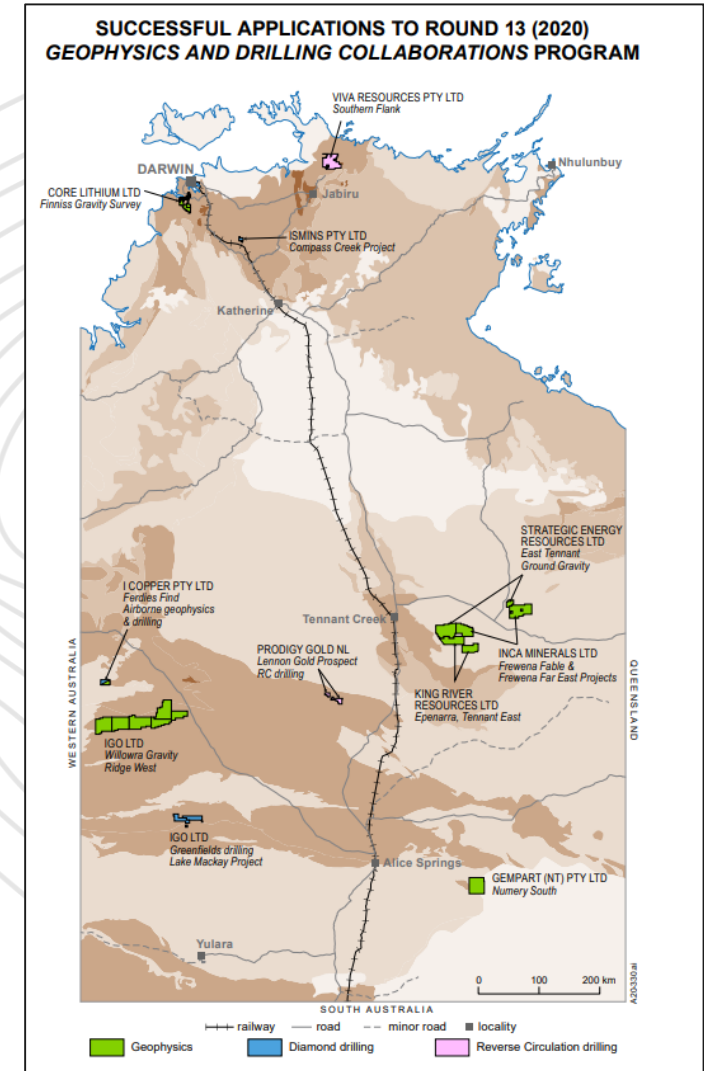 SUCCESSFUL APPLICATIONS TO ROUND 13 (2020)
GEOPHYSICS AND DRILLING COLLABORATIONS PROGRAM
VIVA RESOURCES PTY LTD
Southern Flank
DARWIN
Nhulunbuy
CORE LITHIUM LTD
Finniss Gravity Survey
Jabiru
ISMINS PTY LTD
Compass Creek Project
Katherine
STRATEGIC ENERGY
RESOURCES LTD
East Tennant
Ground Gravity
I COPPER PTY LTD
Ferdies Find
Airborne geophysics
& drilling
Tennant Creek
PRODIGY GOLD NL
Lennon Gold Prospect
RC drilling
INCA MINERALS LTD
Frewena Fable &
Frewena Far East Projects
KING RIVER
RESOURCES LTD
Epenarra, Tennant East
WESTERN AUSTRALIA
QUEENSLAND
IGO LTD
Willowra Gravity
Ridge West
IGO LTD
Greenfields drilling
Lake Mackay Project
Alice Springs
GEMPART (NT) PTY LTD
Numery South
Yulara
0 100 200 km
A20-330.ai
SOUTH AUSTRALIA
railway road minor road locality
Geophysics Diamond drilling Reverse Circulation drilling